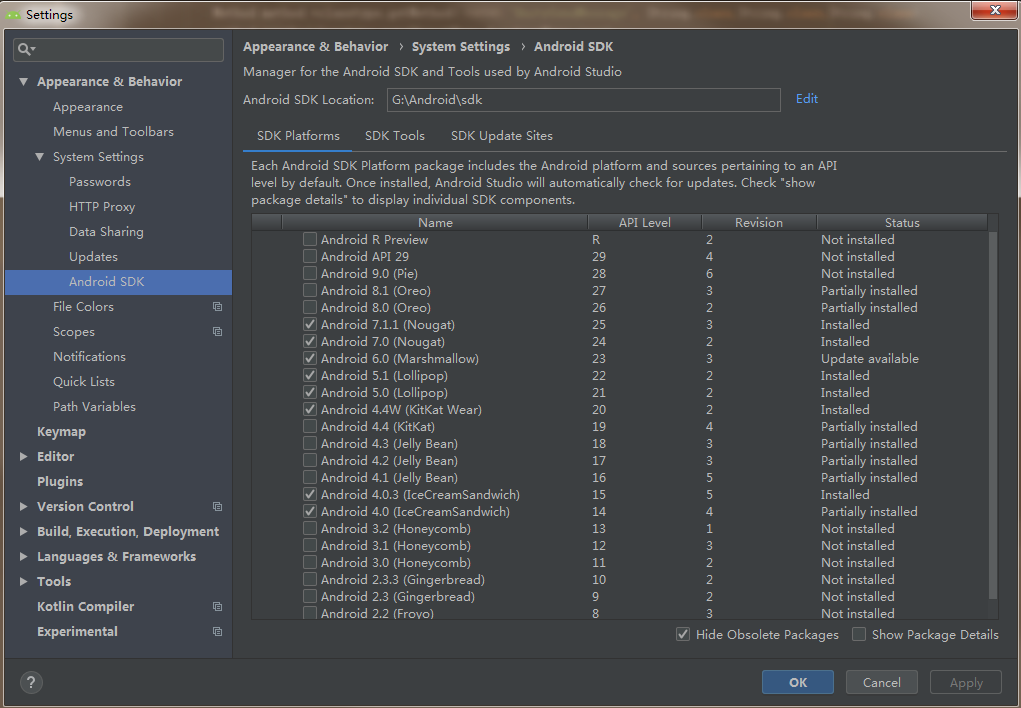 Settings
Appearance & Behavior
Appearance
Menus and Toolbars
System Settings
Passwords
HTTP Proxy
Data Sharing
Updates
Android SDK
File Colors
Scopes
Notifications
Quick Lists
Path Variables
Keymap
Editor
Plugins
Version Control
Build, Execution, Deployment
Languages & Frameworks
Tools
Kotlin Compiler
Experimental
Appearance & Behavior › System Settings › Android SDK
Manager for the Android SDK and Tools used by Android Studio
Android SDK Location: G:\Android\sdk Edit
SDK Platforms SDK Tools SDK Update Sites
Each Android SDK Platform package includes the Android platform and sources pertaining to an API
level by default. Once installed, Android Studio will automatically check for updates. Check "show
package details" to display individual SDK components.
Name API Level Revision Status
Android R Preview R 2 Not installed
Android API 29 29 4 Not installed
Android 9.0 (Pie) 28 6 Not installed
Android 8.1 (Oreo) 27 3 Partially installed
Android 8.0 (Oreo) 26 2 Partially installed
Android 7.1.1 (Nougat) 25 3 Installed
Android 7.0 (Nougat) 24 2 Installed
Android 6.0 (Marshmallow) 23 3 Update available
Android 5.1 (Lollipop) 22 2 Installed
Android 5.0 (Lollipop) 21 2 Installed
Android 4.4W (KitKat Wear) 20 2 Installed
Android 4.4 (KitKat) 19 4 Partially installed
Android 4.3 (Jelly Bean) 18 3 Partially installed
Android 4.2 (Jelly Bean) 17 3 Partially installed
Android 4.1 (Jelly Bean) 16 5 Partially installed
Android 4.0.3 (IceCreamSandwich) 15 5 Installed
Android 4.0 (IceCreamSandwich) 14 4 Partially installed
Android 3.2 (Honeycomb) 13 1 Not installed
Android 3.1 (Honeycomb) 12 3 Not installed
Android 3.0 (Honeycomb) 11 2 Not installed
Android 2.3.3 (Gingerbread) 10 2 Not installed
Android 2.3 (Gingerbread) 9 2 Not installed
Android 2.2 (Froyo) 8 3 Not installed
Hide Obsolete Packages Show Package Details
? OK Cancel Apply